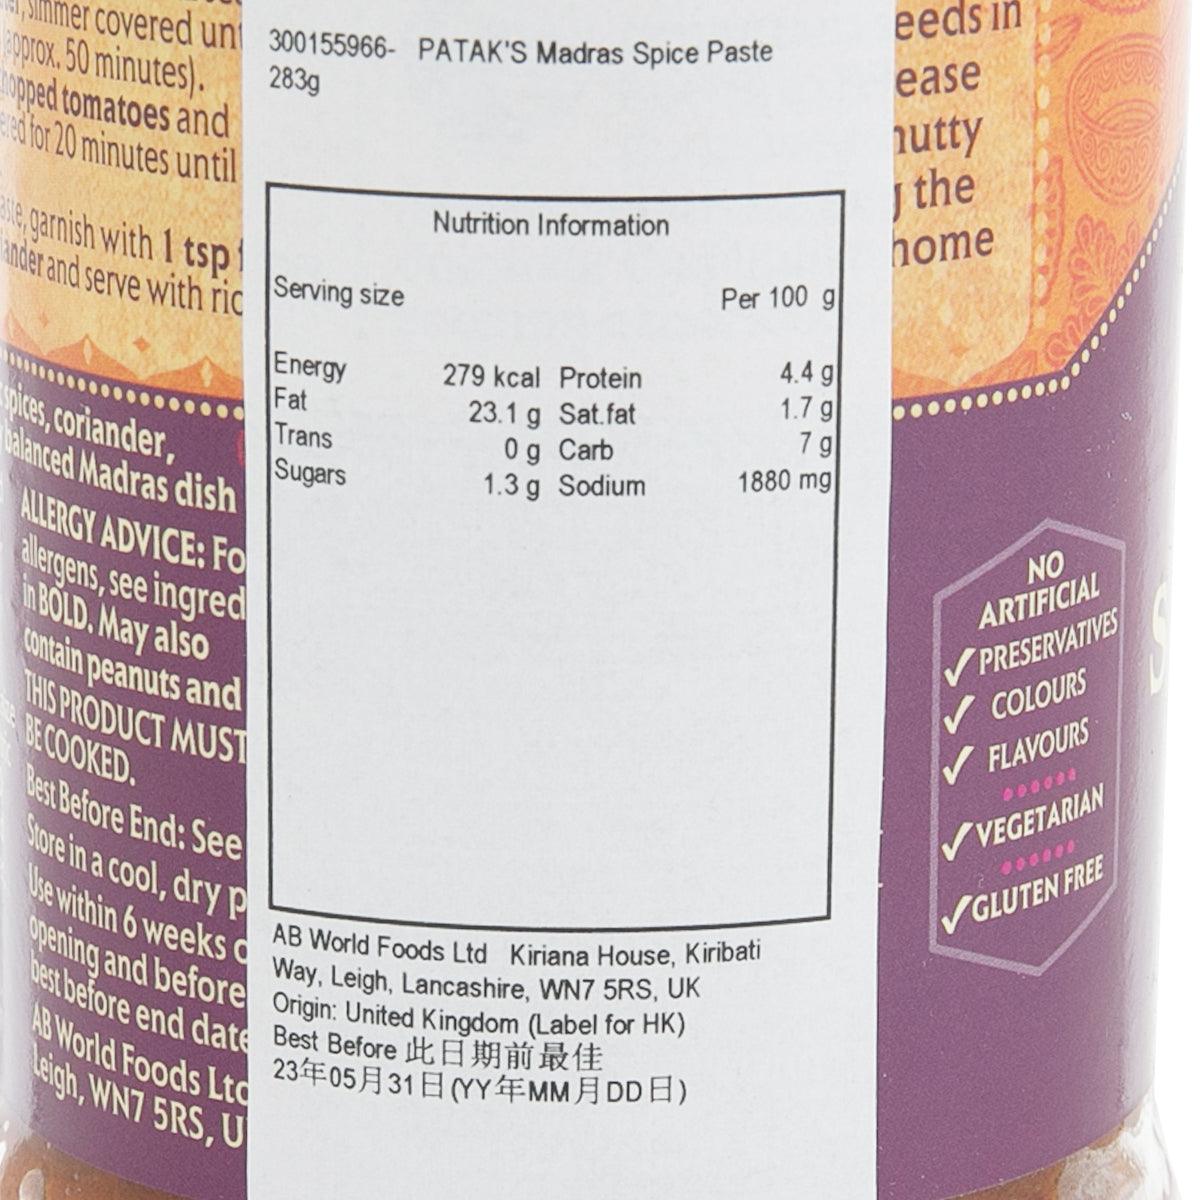 simmer covered un
approx. 50 minutes).
chopped tomatoes and
for 20 minutes until
garnish with 1 tsp
and serve with ric
spices, coriander,
balanced Madras dish
ALLERGY ADVICE: Fo
allergens, see ingred
in BOLD. May also
contain peanuts and
THIS PRODUCT MUST
BE COOKED.
Best Before End: See
Store in a cool, dry p
Use within 6 weeks o
opening and before
best before end date
AB World Foods Ltd
Leigh, WN7 5RS, U
300155966- PATAK'S Madras Spice Paste
283g
Nutrition Information
Serving size Per 100 g
Energy 279 kcal Protein 4.4 g
Fat 23.1 g Sat.fat 1.7 g
Trans 0 g Carb 7 g
Sugars 1.3 g Sodium 1880 mg
AB World Foods Ltd Kiriana House, Kiribati
Way, Leigh, Lancashire, WN7 5RS, UK
Origin: United Kingdom (Label for HK)
Best Before 此日期前最佳
23年05月31日(YY年MM月DD日)
eeds in
ease
nutty
g the
home
NO
ARTIFICIAL
✓ PRESERVATIVES
✓ COLOURS
✓ FLAVOURS
✓ VEGETARIAN
✓ GLUTEN FREE